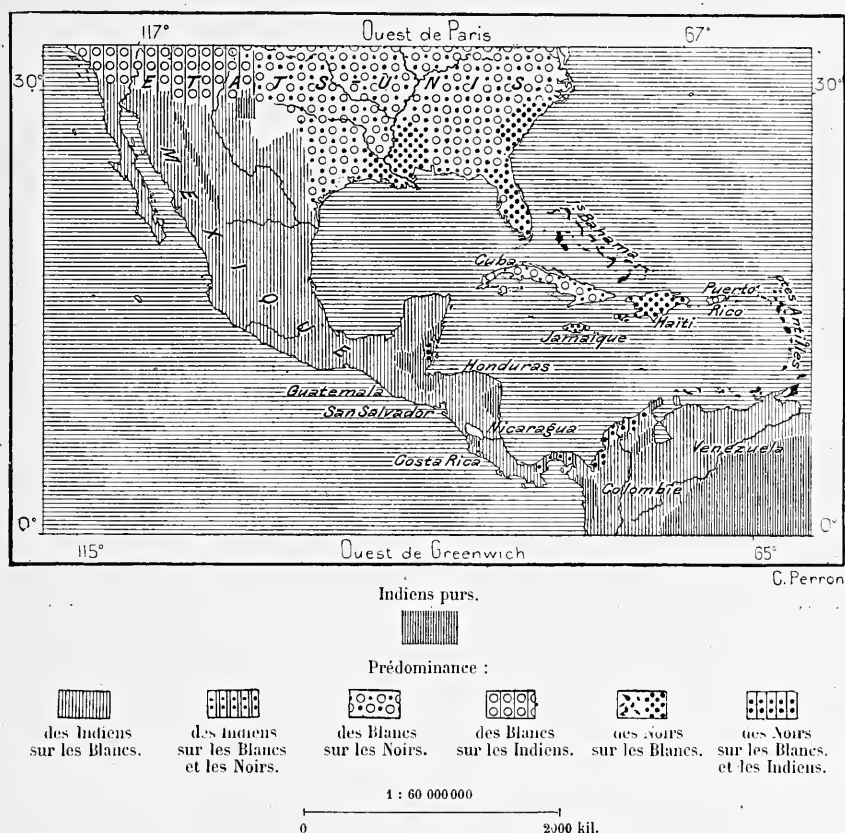 117° Ouest de Paris 67°
30° 30°
ETATS-UNIS
MEXIQUE
Is Bahama
Cuba
Puerto Rico
Haïti
Jamaïque
Honduras
Guatemala
San Salvador
Nicaragua
Costa Rica
Venezuela
Colombie
0° 0°
115° Ouest de Greenwich 65°
C. Perron
Indiens purs.
Prédominance :
des Indiens
sur les Blancs.
des Indiens
sur les Blancs
et les Noirs.
des Blancs
sur les Noirs.
des Blancs
sur les Indiens.
des Noirs
sur les Blancs.
des Noirs
sur les Blancs
et les Indiens.
1 : 60 000000
0 2000 kil.